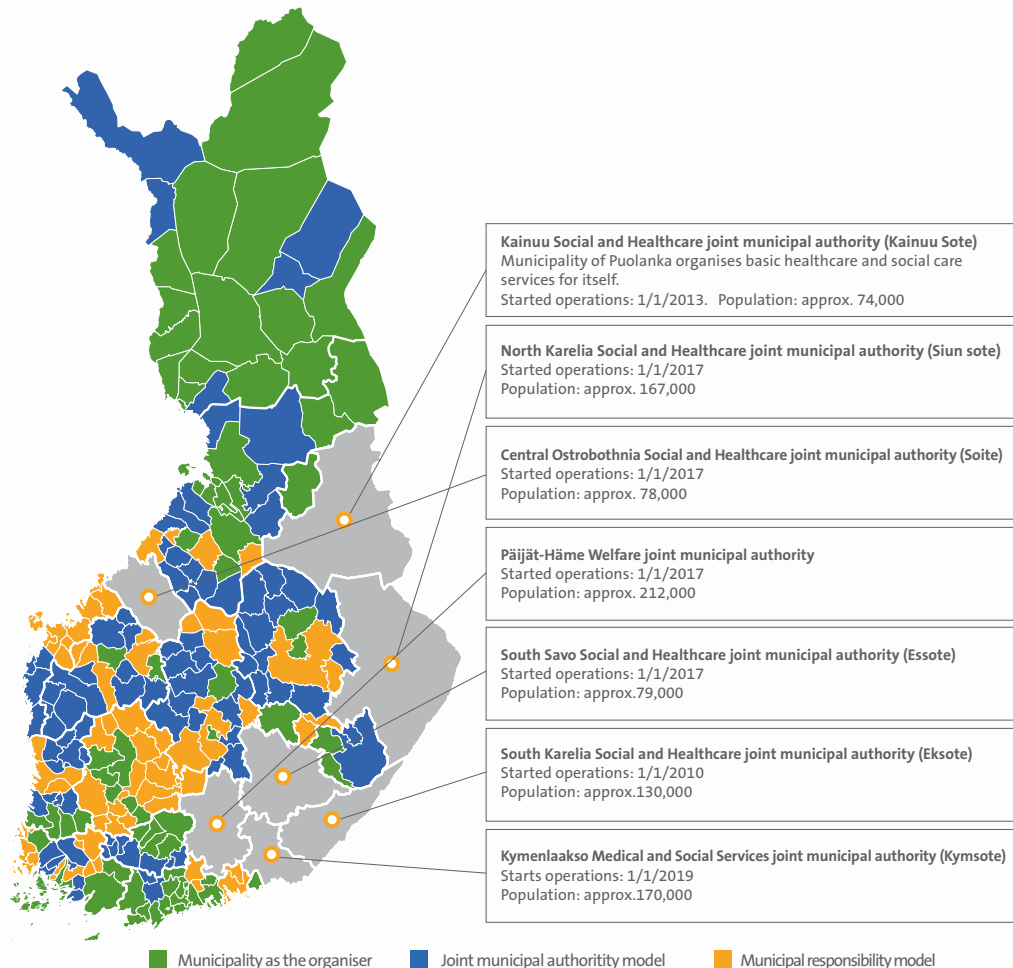 Kainuu Social and Healthcare joint municipal authority (Kainuu Sote)
Municipality of Puolanka organises basic healthcare and social care
services for itself.
Started operations: 1/1/2013. Population: approx. 74,000
North Karelia Social and Healthcare joint municipal authority (Siun sote)
Started operations: 1/1/2017
Population: approx. 167,000
Central Ostrobothnia Social and Healthcare joint municipal authority (Soite)
Started operations: 1/1/2017
Population: approx. 78,000
Päijät-Häme Welfare joint municipal authority
Started operations: 1/1/2017
Population: approx. 212,000
South Savo Social and Healthcare joint municipal authority (Essote)
Started operations: 1/1/2017
Population: approx.79,000
South Karelia Social and Healthcare joint municipal authority (Eksote)
Started operations: 1/1/2010
Population: approx.130,000
Kymenlaakso Medical and Social Services joint municipal authority (Kymsote)
Starts operations: 1/1/2019
Population: approx.170,000
Municipality as the organiser
Joint municipal authoritity model
Municipal responsibility model